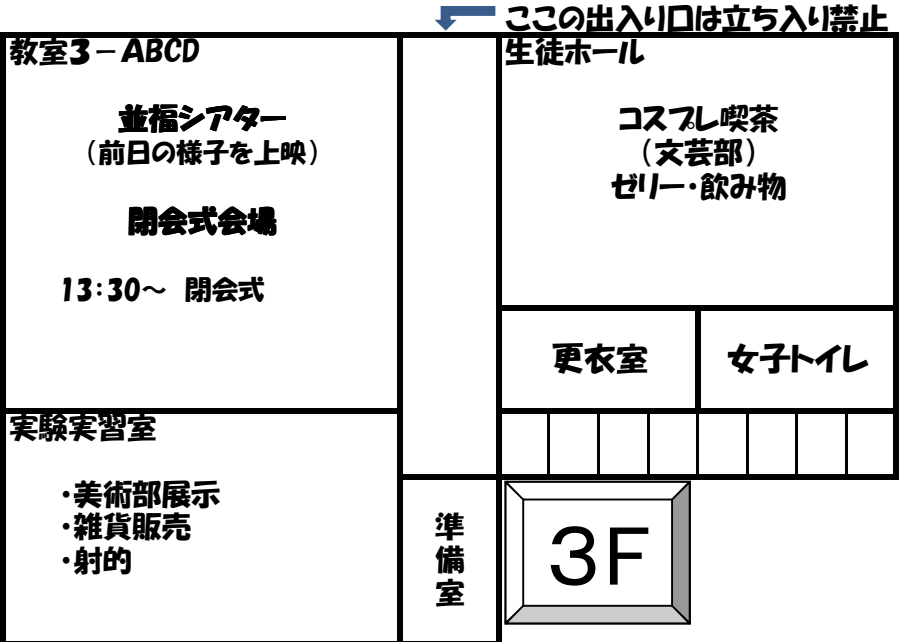 ここの出入り口は立ち入り禁止
教室3－ABCD
並福シアター
（前日の様子を上映）
閉会式会場
13:30～ 閉会式
生徒ホール
コスプレ喫茶
（文芸部）
ゼリー・飲み物
更衣室
女子トイレ
実験実習室
・美術部展示
・雑貨販売
・射的
準備室
3F